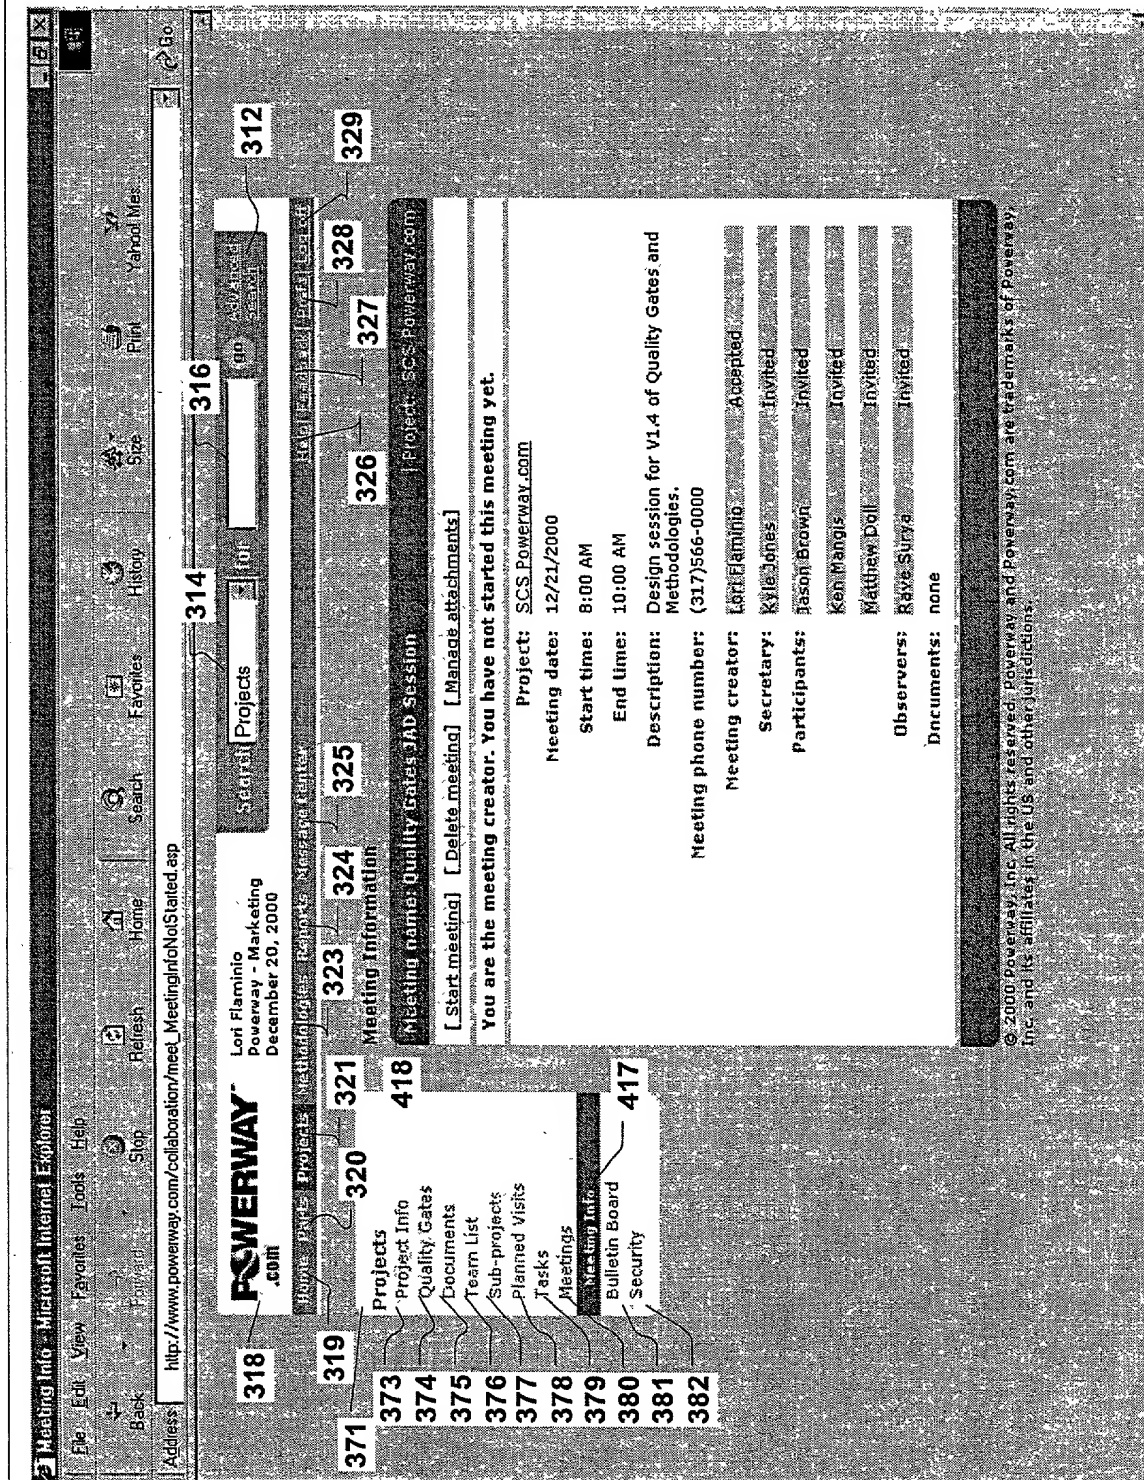 Meeting Info - Microsoft Internet Explorer
File Edit View Favorites Tools Help
Back Forward Stop Refresh Home Search Favorites History Size Print Yahoo! Mes...
Address http://www.powerway.com/collaboration/meet_MeetingInfoNotStarted.asp Go
314 316
318 POWERWAY .com
Lori Flaminio
Powerway - Marketing
December 20, 2000
Search Projects for go Advanced Search
312
Home Parts Projects Methodologies Reports Message Center Help Feedback Prefs Logoff
319 320 321 323 324 325 326 327 328 329
371
Projects
373 Project Info
374 Quality Gates
375 Documents
376 Team List
377 Sub-projects
378 Planned Visits
379 Tasks
380 Meetings
Meeting Info
381 Bulletin Board
382 Security
418
417
Meeting Information
Meeting name: Quality Gates JAD Session | Project: SCS Powerway.com
[ Start meeting] [ Delete meeting] [ Manage attachments]
You are the meeting creator. You have not started this meeting yet.
Project: SCS Powerway.com
Meeting date: 12/21/2000
Start time: 8:00 AM
End time: 10:00 AM
Description: Design session for V1.4 of Quality Gates and
Methodologies.
Meeting phone number: (317)566-0000
Meeting creator: Lori Flaminio Accepted
Secretary: Kyle Jones Invited
Participants: Jason Brown Invited
Ken Mangis Invited
Matthew Doll Invited
Observers: Rave Surya Invited
Documents: none
© 2000 Powerway, Inc. All rights reserved. Powerway and Powerway.com are trademarks of Powerway,
Inc. and its affiliates in the US and other jurisdictions.